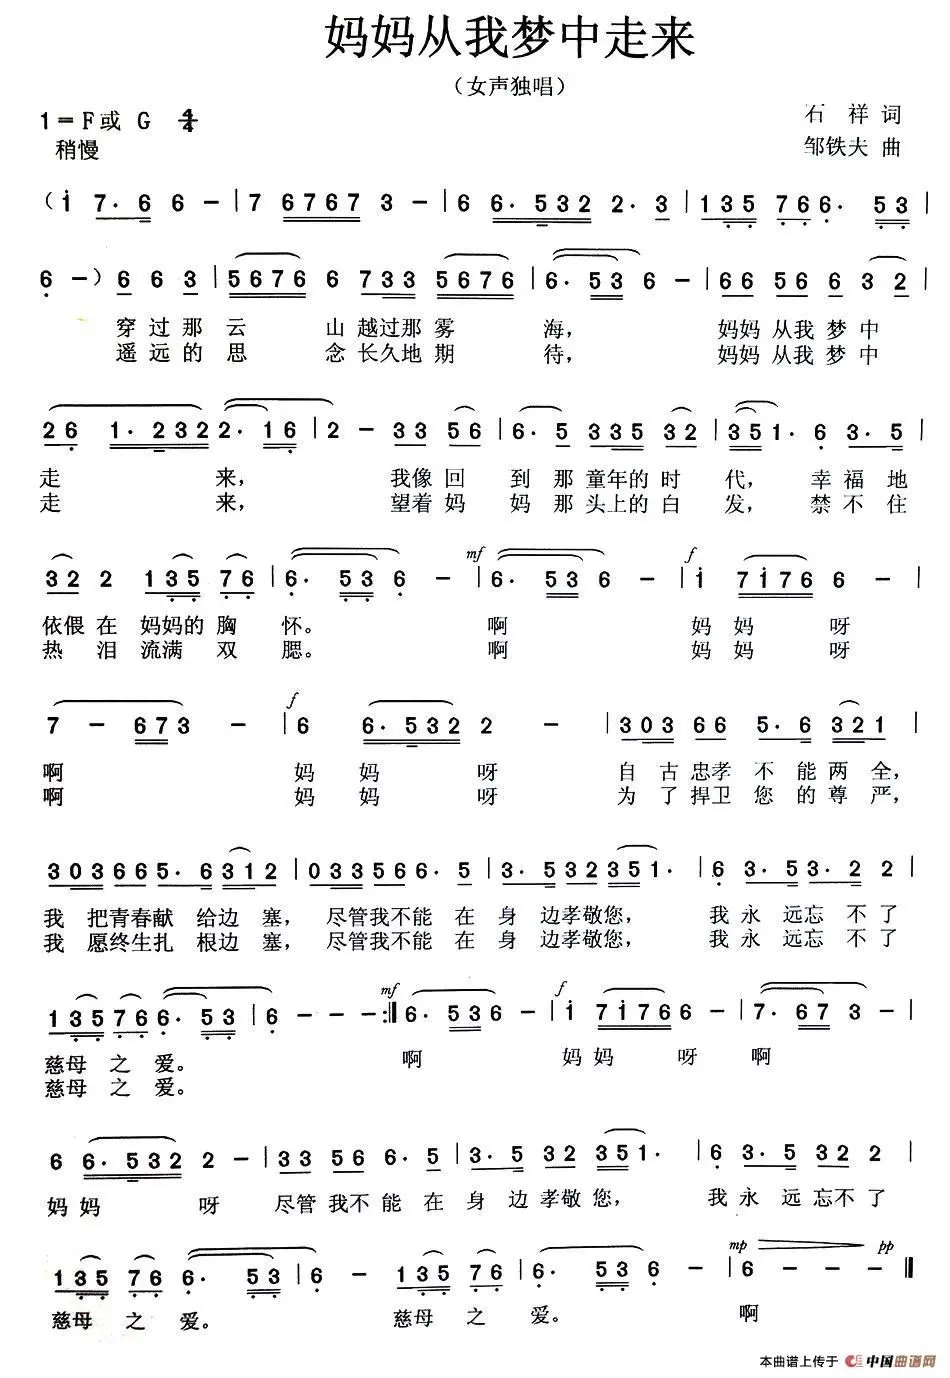 妈妈从我梦中走来
（女声独唱）
1=F或 G 4/4
石 祥 词
稍慢
邹铁夫 曲
（i 7· 6 6 － | 7 6767 3 － | 6 6·532 2· 3 | 135 76 6· 53 |
6 －）6 6 3 | 5676 6 733 5676 | 6·53 6 － | 66 56 6 3 2 |
穿 过 那 云 山 越过那 雾 海， 妈妈 从我 梦 中
遥 远 的 思 念 长久地 期 待， 妈妈 从我 梦 中
26 1·232 2·16 | 2 － 33 56 | 6· 5 335 32 | 351· 6 3·5 |
走 来， 我像 回 到 那 童年的 时 代， 幸 福 地
走 来， 望着 妈 妈 那 头上的 白 发， 禁 不 住
32 2 135 76 | 6· 53 6 － | 6· 53 6 － | i 7i76 6 － |
mf f
依偎 在 妈妈的 胸 怀。 啊 妈 妈 呀
热 泪 流满 双 腮。 啊 妈 妈 呀
7 － 673 － | 6 6·532 2 － | 303 66 5·6 321 |
f
啊 妈 妈 呀 自 古 忠孝 不 能 两 全，
啊 妈 妈 呀 为 了 捍卫 您 的 尊 严，
303665·6312 | 033566·5 | 3·532351· | 6 3·53·2 2 |
我 把青春献 给边 塞， 尽管我不能 在 身 边孝敬您， 我 永 远忘 不 了
我 愿终生扎 根边 塞， 尽管我不能 在 身 边孝敬您， 我 永 远忘 不 了
135766·53 | 6 － － － :‖ 6·536 － | i 7i766 － | 7·673 － |
mf f
慈母 之 爱。 啊 妈 妈 呀 啊
慈母 之 爱。
6 6·532 2 － | 33 56 6·5 | 3·5 32 351· | 6 3·5 32 2 |
妈 妈 呀 尽管 我不 能 在 身 边 孝敬 您， 我 永 远 忘不 了
mp pp
135 76 6· 53 | 6 － 135 76 | 6· 53 6 － | 6 － － － ‖
慈母 之 爱。 慈母 之 爱。 啊
本曲谱上传于 中国曲谱网